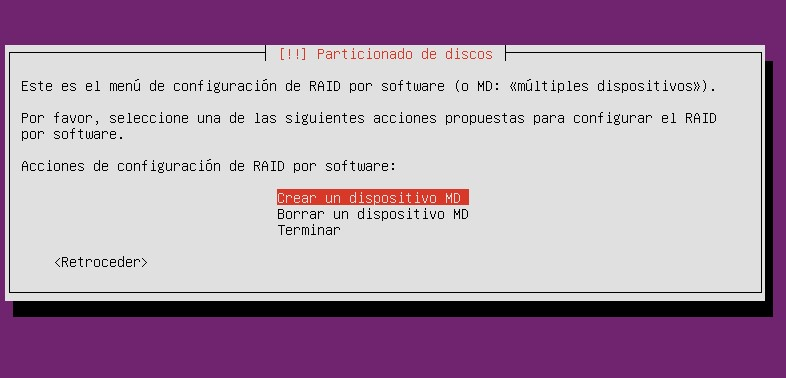 [!!] Particionado de discos
Este es el menú de configuración de RAID por software (o MD: «múltiples dispositivos»).
Por favor, seleccione una de las siguientes acciones propuestas para configurar el RAID
por software.
Acciones de configuración de RAID por software:
Crear un dispositivo MD
Borrar un dispositivo MD
Terminar
<Retroceder>